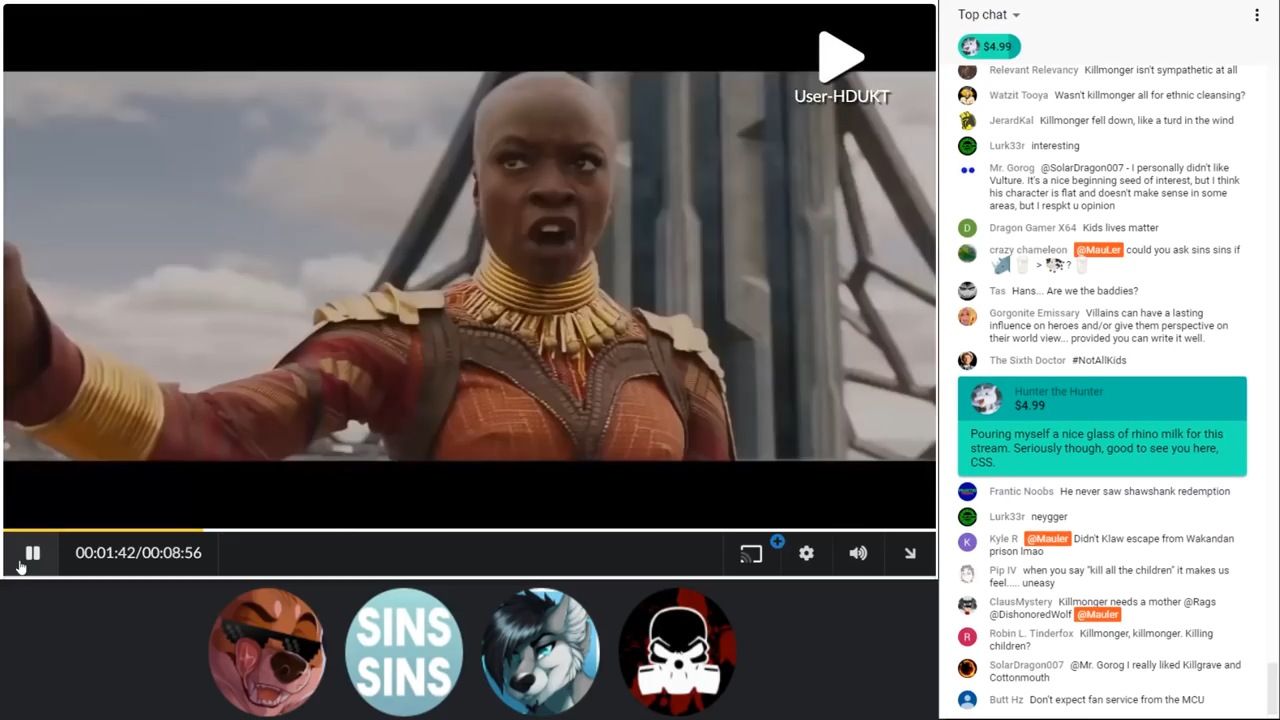 Top chat
$4.99
User-HDUKT
Relevant Relevancy Killmonger isn't sympathetic at all
Watzit Tooya Wasn't killmonger all for ethnic cleansing?
JerardKal Killmonger fell down, like a turd in the wind
Lurk33r interesting
Mr. Gorog @SolarDragon007 - I personally didn't like
Vulture. It's a nice beginning seed of interest, but I think
his character is flat and doesn't make sense in some
areas, but I respkt u opinion
D
Dragon Gamer X64 Kids lives matter
crazy chameleon @MauLer could you ask sins sins if
> ?
Tas Hans... Are we the baddies?
Gorgonite Emissary Villains can have a lasting
influence on heroes and/or give them perspective on
their world view... provided you can write it well.
The Sixth Doctor #NotAllKids
Hunter the Hunter
$4.99
Pouring myself a nice glass of rhino milk for this
stream. Seriously though, good to see you here,
CSS.
Frantic Noobs He never saw shawshank redemption
Lurk33r neygger
K
Kyle R @Mauler Didn't Klaw escape from Wakandan
prison lmao
Pip IV when you say "kill all the children" it makes us
feel..... uneasy
ClausMystery Killmonger needs a mother @Rags
@DishonoredWolf @Mauler
R
Robin L. Tinderfox Killmonger, killmonger. Killing
children?
SolarDragon007 @Mr. Gorog I really liked Killgrave and
Cottonmouth
Butt Hz Don't expect fan service from the MCU
00:01:42/00:08:56
SINS
SINS